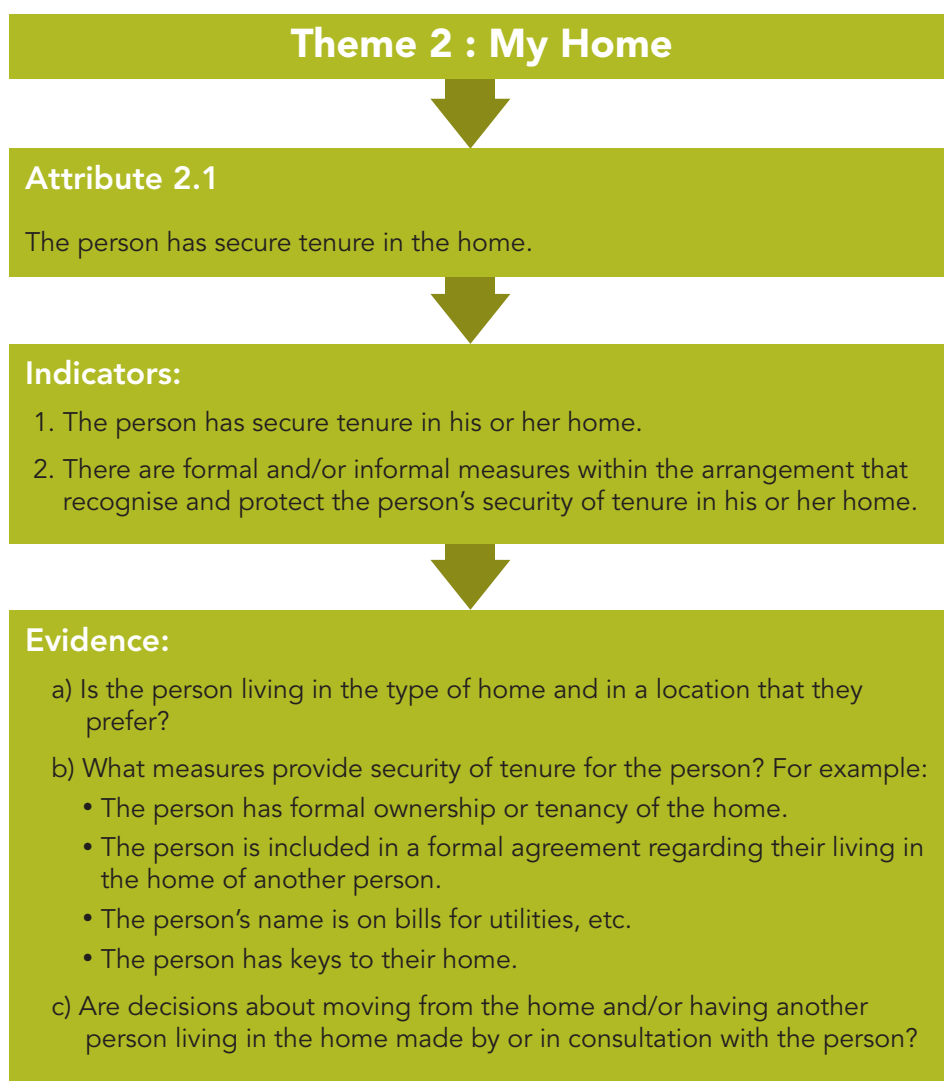 Theme 2 : My Home
Attribute 2.1
The person has secure tenure in the home.
Indicators:
1. The person has secure tenure in his or her home.
2. There are formal and/or informal measures within the arrangement that
recognise and protect the person’s security of tenure in his or her home.
Evidence:
a) Is the person living in the type of home and in a location that they
prefer?
b) What measures provide security of tenure for the person? For example:
• The person has formal ownership or tenancy of the home.
• The person is included in a formal agreement regarding their living in
the home of another person.
• The person’s name is on bills for utilities, etc.
• The person has keys to their home.
c) Are decisions about moving from the home and/or having another
person living in the home made by or in consultation with the person?